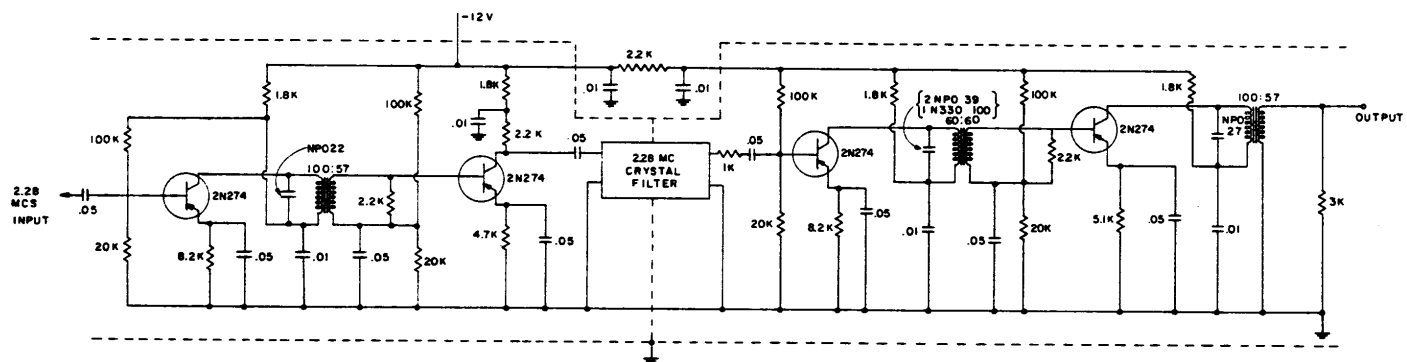 -12V
2.2K
.01
.01
1.8K
100K
1.8K
.01
2.2K
.05
100K
NPO22
100:57
2N274
2.2K
2N274
2.28
MCS
INPUT
.05
20K
8.2K
.05
.01
.05
20K
4.7K
.05
2.28 MC
CRYSTAL
FILTER
1K
.05
100K
2N274
1.8K
{2 NPO 39
1 N330 100}
60:60
100K
2N274
1.8K
100:57
NPO
27
OUTPUT
2.2K
20K
8.2K
.05
.01
.05
20K
5.1K
.05
.01
3K